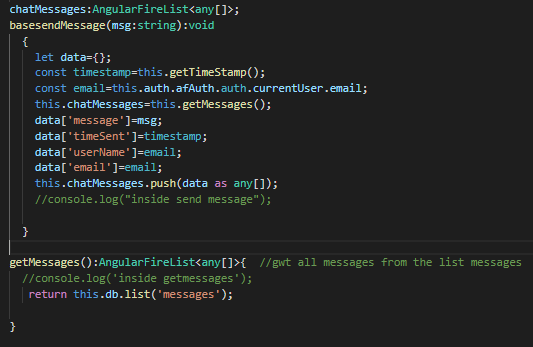 chatMessages:AngularFireList<any[]>;
basesendMessage(msg:string):void
{
let data={};
const timestamp=this.getTimeStamp();
const email=this.auth.afAuth.auth.currentUser.email;
this.chatMessages=this.getMessages();
data['message']=msg;
data['timeSent']=timestamp;
data['userName']=email;
data['email']=email;
this.chatMessages.push(data as any[]);
//console.log("inside send message");
}
getMessages():AngularFireList<any[]>{  //gwt all messages from the list messages
//console.log('inside getmessages');
return this.db.list('messages');
}